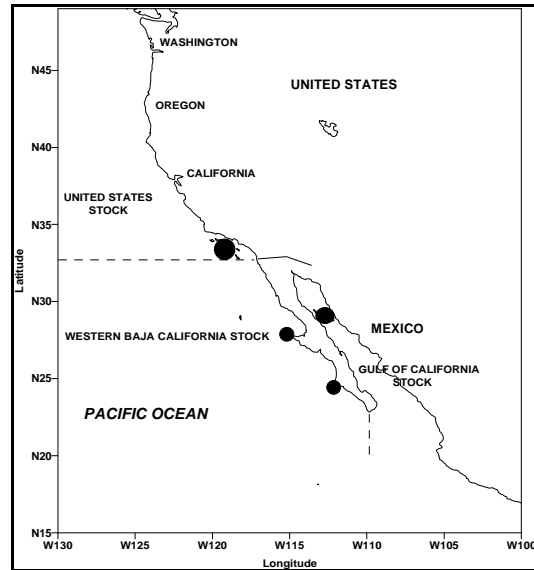 WASHINGTON
N45
UNITED STATES
OREGON
N40
CALIFORNIA
UNITED STATES
STOCK
N35
Latitude
N30
MEXICO
WESTERN BAJA CALIFORNIA STOCK
GULF OF CALIFORNIA
STOCK
N25
PACIFIC OCEAN
N20
N15
W130 W125 W120 W115 W110 W105 W100
Longitude